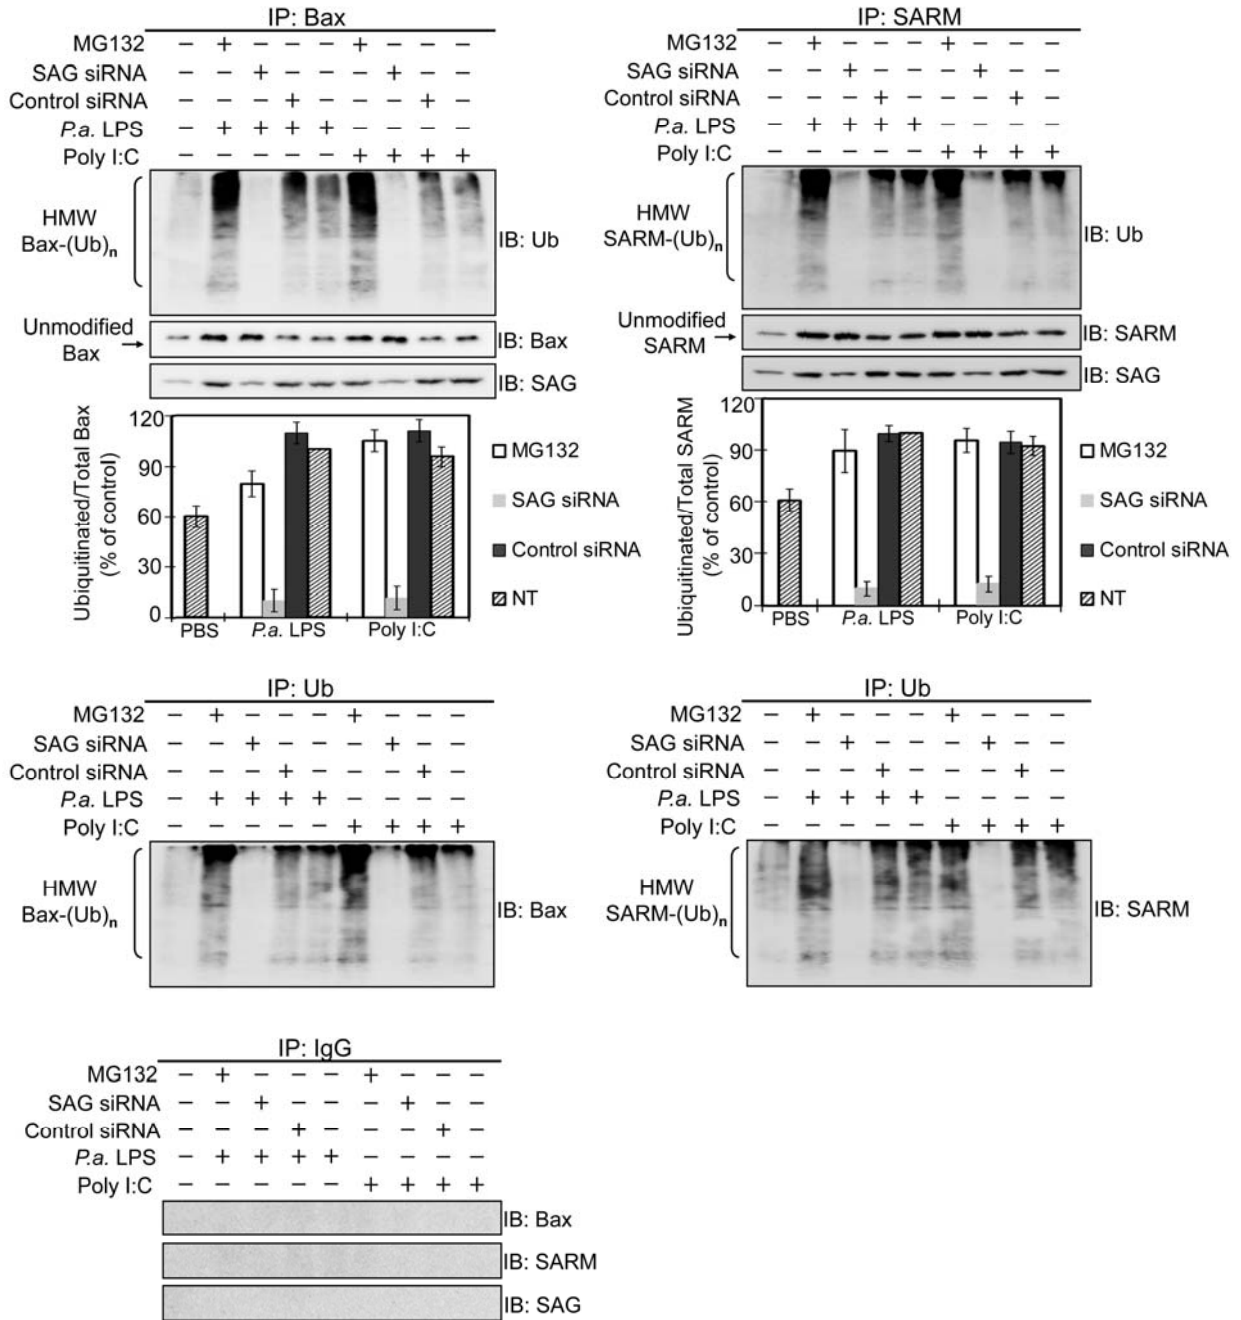 IP: Bax
MG132 – + – – – + – – –
SAG siRNA – – + – – – + – –
Control siRNA – – – + – – – + –
P.a. LPS – + + + + – – – –
Poly I:C – – – – – + + + +
HMW
Bax-(Ub)n
IB: Ub
Unmodified
Bax
IB: Bax
IB: SAG
Ubiquitinated/Total Bax
(% of control)
120
90
60
30
0
PBS P.a. LPS Poly I:C
MG132
SAG siRNA
Control siRNA
NT
IP: SARM
MG132 – + – – – + – – –
SAG siRNA – – + – – – + – –
Control siRNA – – – + – – – + –
P.a. LPS – + + + + – – – –
Poly I:C – – – – – + + + +
HMW
SARM-(Ub)n
IB: Ub
Unmodified
SARM
IB: SARM
IB: SAG
Ubiquitinated/Total SARM
(% of control)
120
90
60
30
0
PBS P.a. LPS Poly I:C
MG132
SAG siRNA
Control siRNA
NT
IP: Ub
MG132 – + – – – + – – –
SAG siRNA – – + – – – + – –
Control siRNA – – – + – – – + –
P.a. LPS – + + + + – – – –
Poly I:C – – – – – + + + +
HMW
Bax-(Ub)n
IB: Bax
IP: Ub
MG132 – + – – – + – – –
SAG siRNA – – + – – – + – –
Control siRNA – – – + – – – + –
P.a. LPS – + + + + – – – –
Poly I:C – – – – – + + + +
HMW
SARM-(Ub)n
IB: SARM
IP: IgG
MG132 – + – – – + – – –
SAG siRNA – – + – – – + – –
Control siRNA – – – + – – – + –
P.a. LPS – + + + + – – – –
Poly I:C – – – – – + + + +
IB: Bax
IB: SARM
IB: SAG